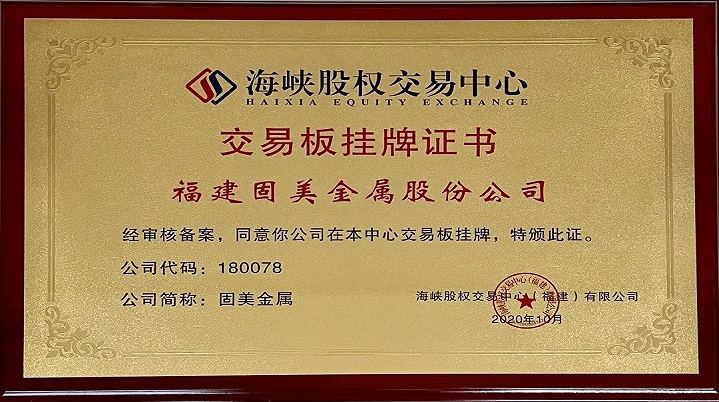 海峡股权交易中心
HAIXIA EQUITY EXCHANGE
交易板挂牌证书
福建固美金属股份公司
经审核备案，同意你公司在本中心交易板挂牌，特颁此证。
公司代码：180078
公司简称：固美金属
海峡股权交易中心（福建）有限公司
2020年10月